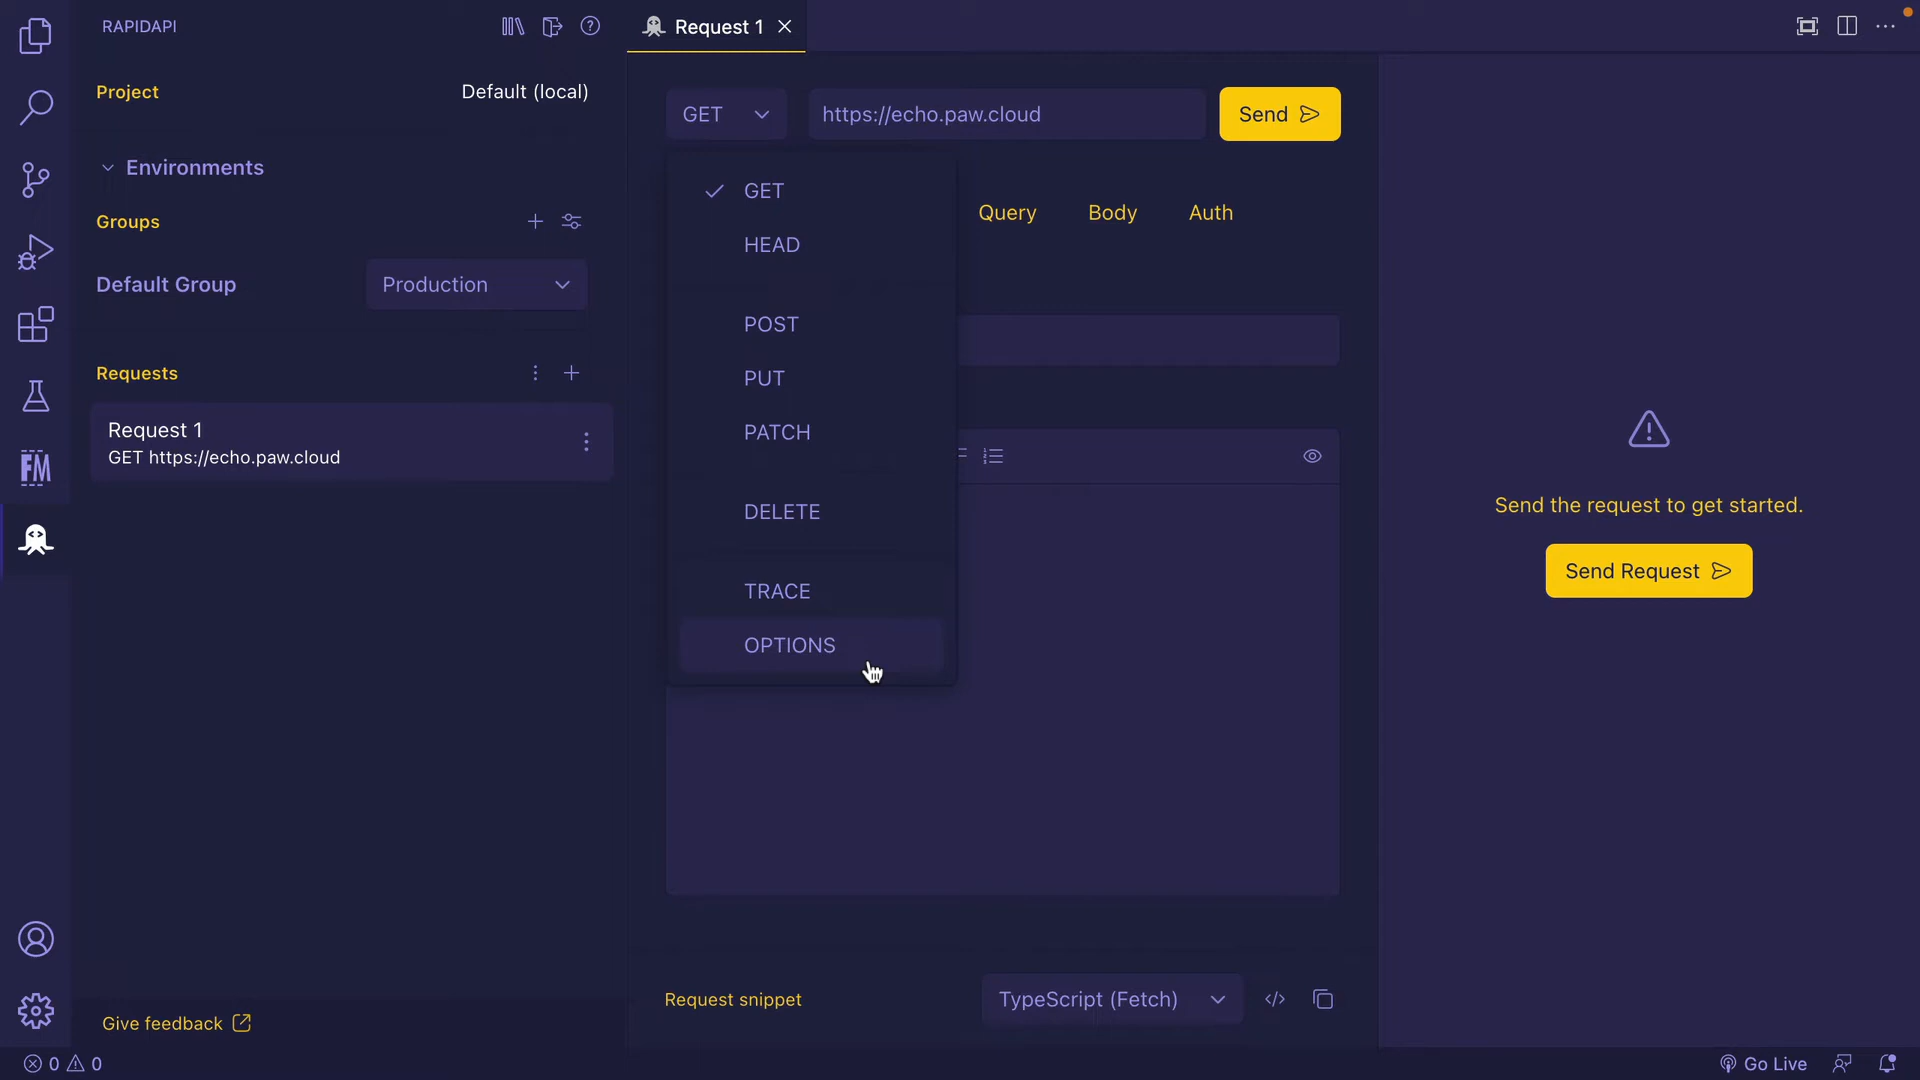 RAPIDAPI
Project
Default (local)
Environments
Groups
Default Group
Production
Requests
Request 1
GET https://echo.paw.cloud
FM
Give feedback
0
0
Request 1
GET
https://echo.paw.cloud
Send
GET
HEAD
POST
PUT
PATCH
DELETE
TRACE
OPTIONS
Query
Body
Auth
Request snippet
TypeScript (Fetch)
Send the request to get started.
Send Request
Go Live